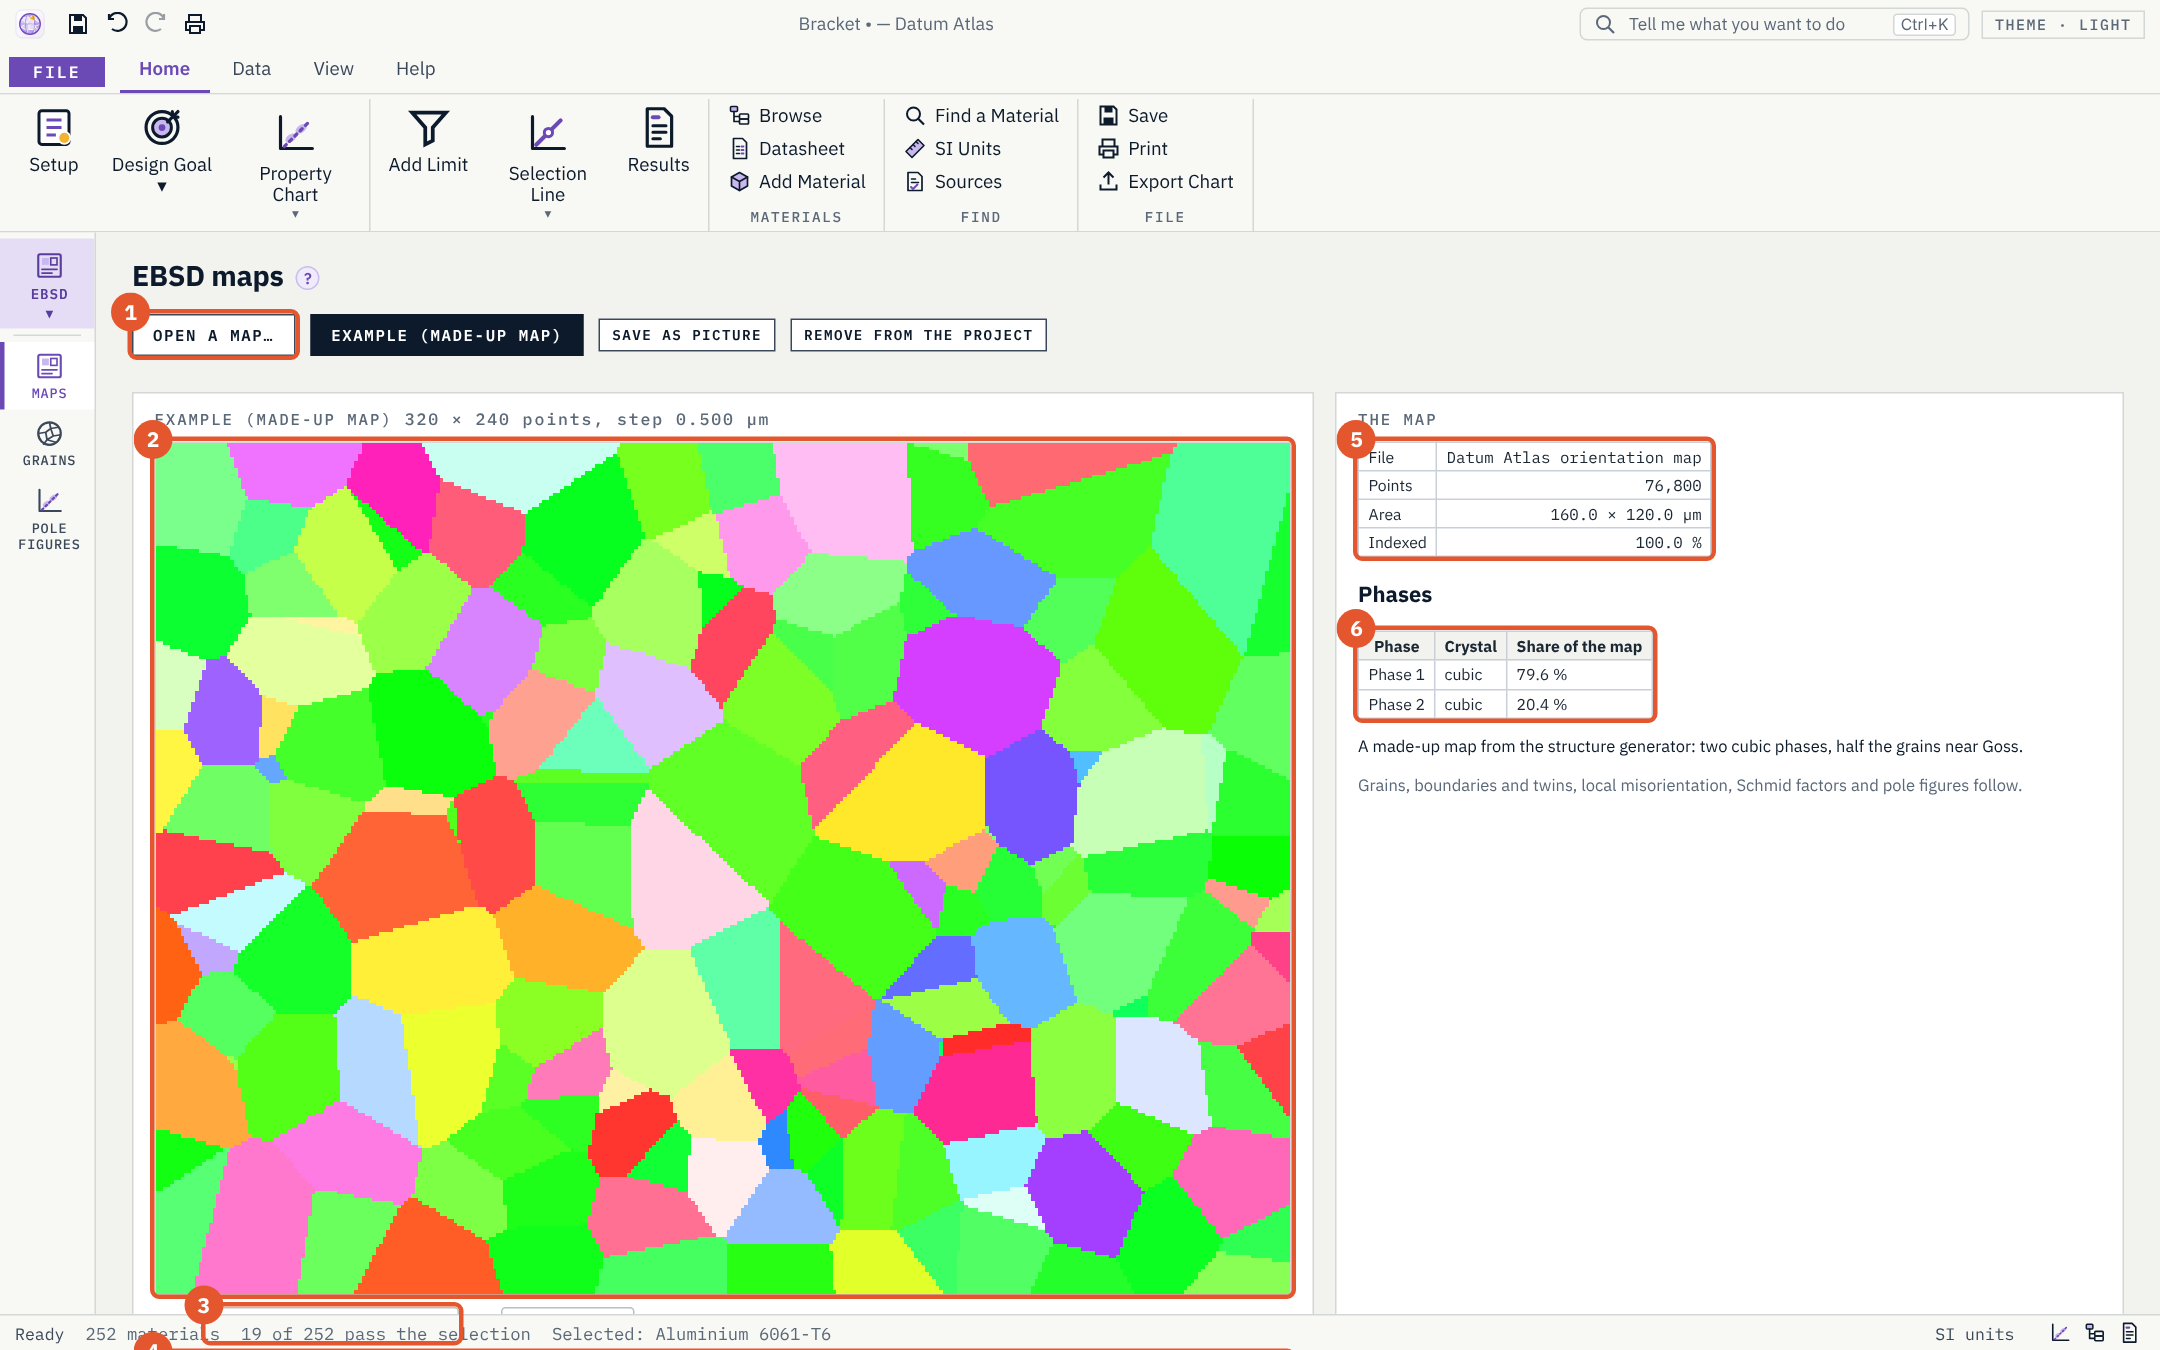 Bracket • — Datum Atlas
Tell me what you want to do
Ctrl+K
THEME · LIGHT
FILE
Home
Data
View
Help
Setup
Design Goal
▼
Property Chart
▼
Add Limit
Selection Line
▼
Results
Browse
Datasheet
Add Material
MATERIALS
Find a Material
SI Units
Sources
FIND
Save
Print
Export Chart
FILE
EBSD
▼
MAPS
GRAINS
POLE FIGURES
EBSD maps ?
1
OPEN A MAP…
EXAMPLE (MADE-UP MAP)
SAVE AS PICTURE
REMOVE FROM THE PROJECT
EXAMPLE (MADE-UP MAP) 320 × 240 points, step 0.500 µm
2
3
4
THE MAP
5
File Datum Atlas orientation map
Points 76,800
Area 160.0 × 120.0 µm
Indexed 100.0 %
Phases
6
Phase Crystal Share of the map
Phase 1 cubic 79.6 %
Phase 2 cubic 20.4 %
A made-up map from the structure generator: two cubic phases, half the grains near Goss.
Grains, boundaries and twins, local misorientation, Schmid factors and pole figures follow.
Ready 252 materials 19 of 252 pass the selection Selected: Aluminium 6061-T6
SI units